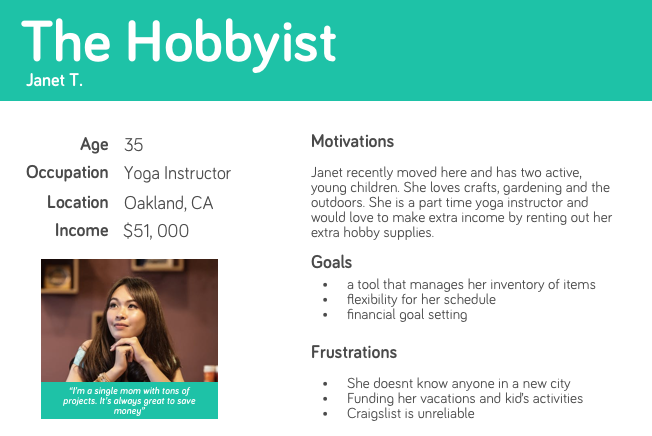 The Hobbyist
Janet T.
Age 35
Occupation Yoga Instructor
Location Oakland, CA
Income $51, 000
"I'm a single mom with tons of
projects. It's always great to save
money"
Motivations
Janet recently moved here and has two active,
young children. She loves crafts, gardening and the
outdoors. She is a part time yoga instructor and
would love to make extra income by renting out her
extra hobby supplies.
Goals
• a tool that manages her inventory of items
• flexibility for her schedule
• financial goal setting
Frustrations
• She doesnt know anyone in a new city
• Funding her vacations and kid's activities
• Craigslist is unreliable